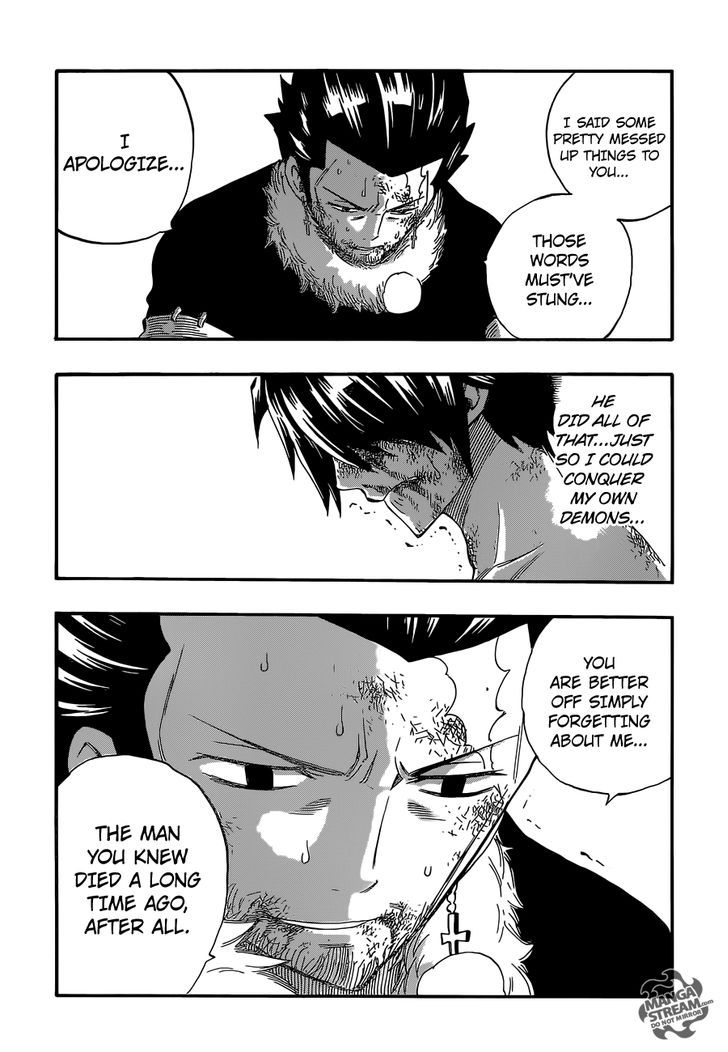 I SAID SOME
PRETTY MESSED
UP THINGS TO
YOU...
THOSE
WORDS
MUST'VE
STUNG...
I
APOLOGIZE...
HE
DID ALL OF
THAT...JUST
SO I COULD
CONQUER
MY OWN
DEMONS...
YOU
ARE BETTER
OFF SIMPLY
FORGETTING
ABOUT ME...
THE MAN
YOU KNEW
DIED A LONG
TIME AGO,
AFTER ALL.
MANGA
STREAM.com
DO NOT MIRROR